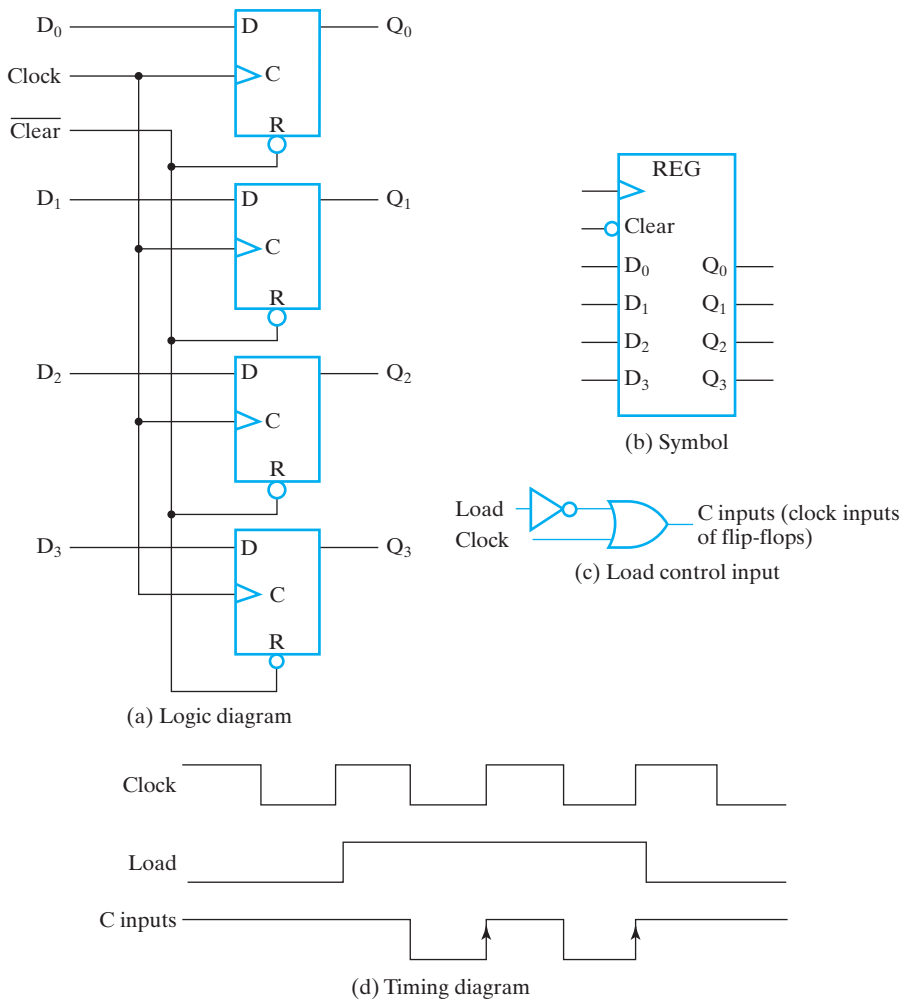 D₀ D Q₀
Clock C
R
C̅l̅e̅a̅r̅
D₁ D Q₁
C
R
D₂ D Q₂
C
R
D₃ D Q₃
C
R
(a) Logic diagram
REG
Clear
D₀ Q₀
D₁ Q₁
D₂ Q₂
D₃ Q₃
(b) Symbol
Load
Clock
C inputs (clock inputs
of flip-flops)
(c) Load control input
Clock
Load
C inputs
(d) Timing diagram